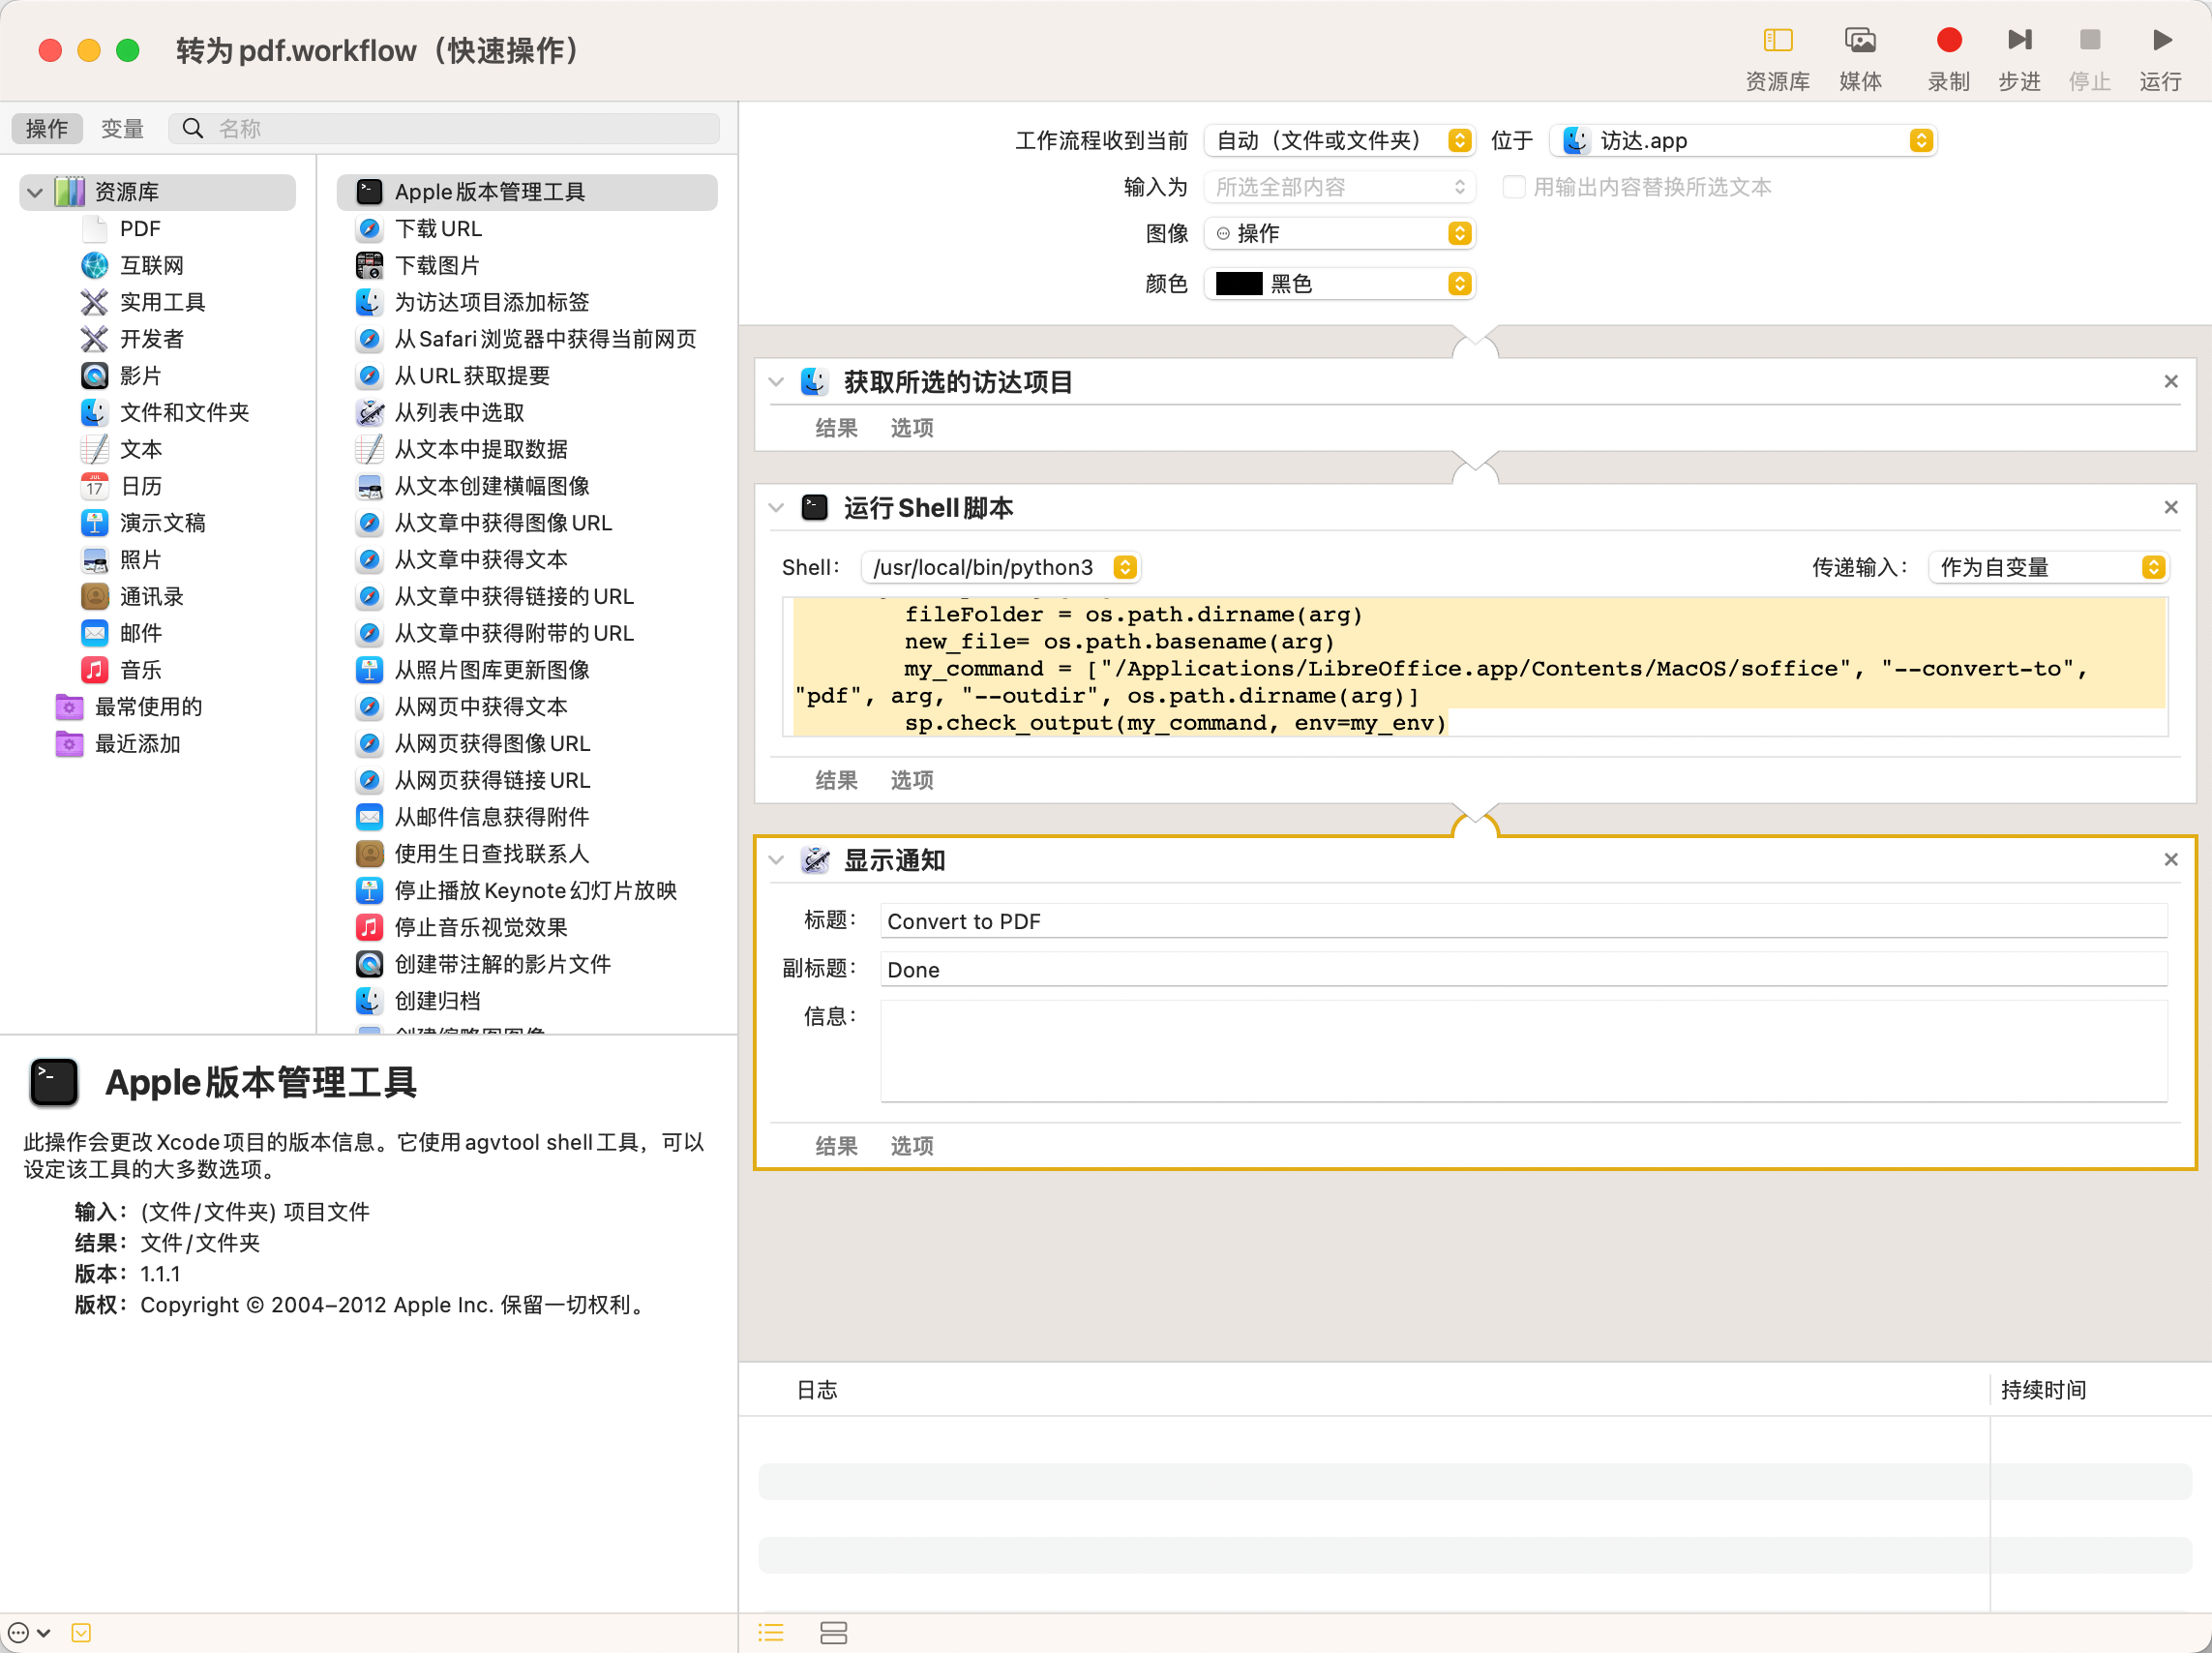 转为 pdf.workflow（快速操作）
资源库
媒体
录制
步进
停止
运行
操作
变量
名称
资源库
PDF
互联网
实用工具
开发者
影片
文件和文件夹
文本
日历
演示文稿
照片
通讯录
邮件
音乐
最常使用的
最近添加
Apple 版本管理工具
下载 URL
下载图片
为访达项目添加标签
从 Safari 浏览器中获得当前网页
从 URL 获取提要
从列表中选取
从文本中提取数据
从文本创建横幅图像
从文章中获得图像 URL
从文章中获得文本
从文章中获得链接的 URL
从文章中获得附带的 URL
从照片图库更新图像
从网页中获得文本
从网页获得图像 URL
从网页获得链接 URL
从邮件信息获得附件
使用生日查找联系人
停止播放 Keynote 幻灯片放映
停止音乐视觉效果
创建带注解的影片文件
创建归档
Apple 版本管理工具
此操作会更改 Xcode 项目的版本信息。它使用 agvtool shell 工具，可以
设定该工具的大多数选项。
输入：(文件/文件夹) 项目文件
结果：文件/文件夹
版本：1.1.1
版权：Copyright © 2004–2012 Apple Inc. 保留一切权利。
工作流程收到当前 自动（文件或文件夹） 位于 访达.app
输入为 所选全部内容 用输出内容替换所选文本
图像 操作
颜色 黑色
获取所选的访达项目
结果 选项
运行 Shell 脚本
Shell： /usr/local/bin/python3 传递输入： 作为自变量
fileFolder = os.path.dirname(arg)
new_file= os.path.basename(arg)
my_command = ["/Applications/LibreOffice.app/Contents/MacOS/soffice", "--convert-to",
"pdf", arg, "--outdir", os.path.dirname(arg)]
sp.check_output(my_command, env=my_env)
结果 选项
显示通知
标题： Convert to PDF
副标题： Done
信息：
结果 选项
日志 持续时间